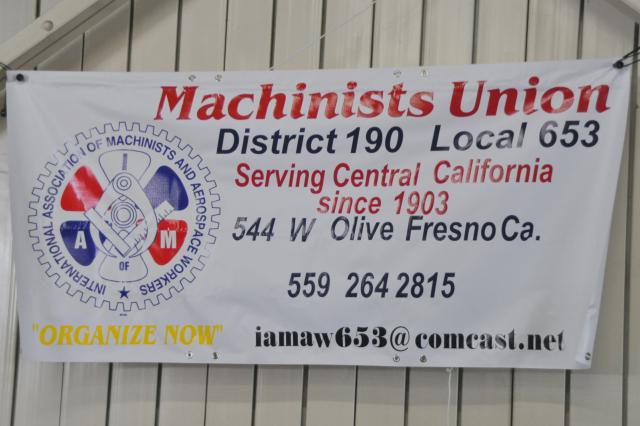 Machinists Union
District 190 Local 653
Serving Central California
since 1903
544 W Olive Fresno Ca.
559 264 2815
iamaw653@comcast.net
INTERNATIONAL ASSOCIATION OF MACHINISTS AND AEROSPACE WORKERS
A M
OF
"ORGANIZE NOW"